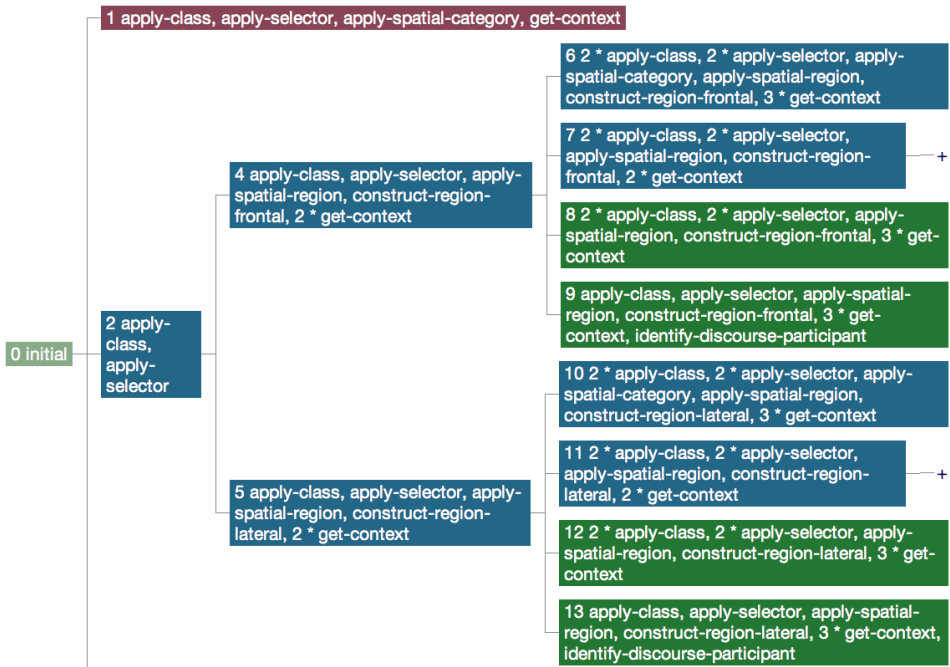 1 apply-class, apply-selector, apply-spatial-category, get-context
6 2 * apply-class, 2 * apply-selector, apply-
spatial-category, apply-spatial-region,
construct-region-frontal, 3 * get-context
7 2 * apply-class, 2 * apply-selector,
apply-spatial-region, construct-region-
frontal, 2 * get-context
+
4 apply-class, apply-selector, apply-
spatial-region, construct-region-
frontal, 2 * get-context
8 2 * apply-class, 2 * apply-selector, apply-
spatial-region, construct-region-frontal, 3 * get-
context
9 apply-class, apply-selector, apply-spatial-
region, construct-region-frontal, 3 * get-
context, identify-discourse-participant
0 initial
2 apply-
class,
apply-
selector
10 2 * apply-class, 2 * apply-selector, apply-
spatial-category, apply-spatial-region,
construct-region-lateral, 3 * get-context
11 2 * apply-class, 2 * apply-selector,
apply-spatial-region, construct-region-
lateral, 2 * get-context
+
5 apply-class, apply-selector, apply-
spatial-region, construct-region-
lateral, 2 * get-context
12 2 * apply-class, 2 * apply-selector, apply-
spatial-region, construct-region-lateral, 3 * get-
context
13 apply-class, apply-selector, apply-spatial-
region, construct-region-lateral, 3 * get-context,
identify-discourse-participant